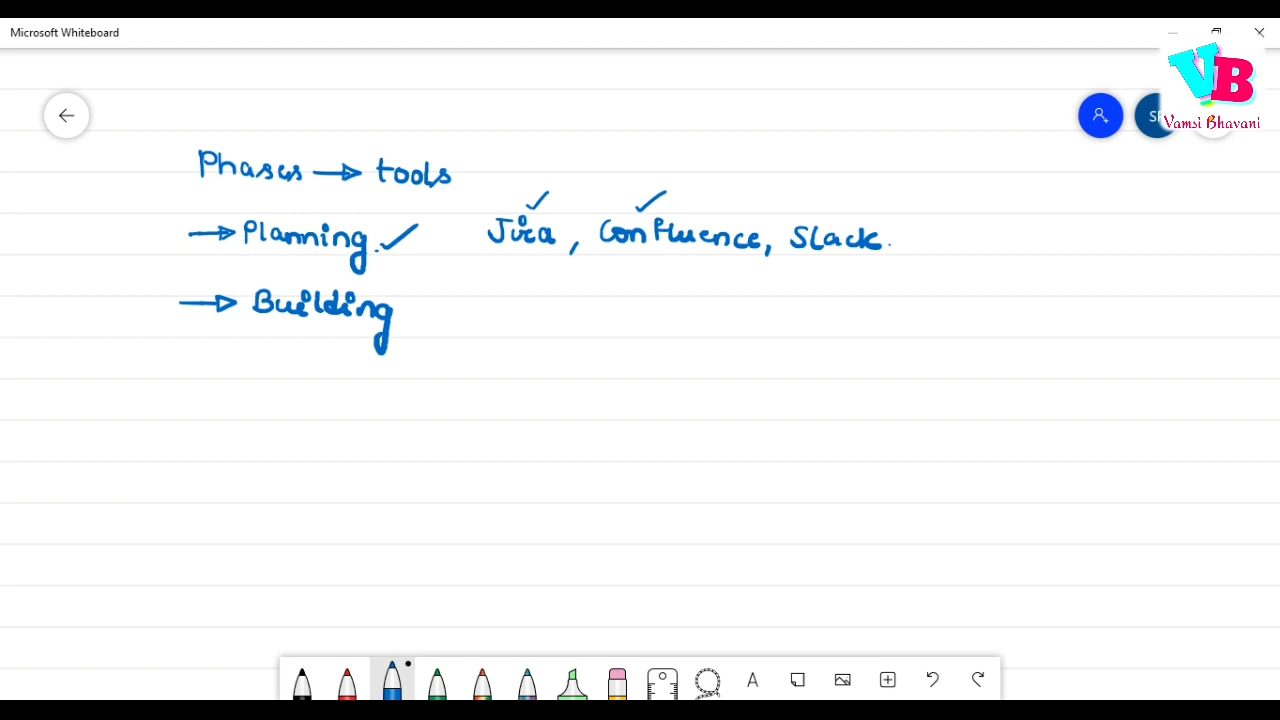 Microsoft Whiteboard
VB
Vamsi Bhavani
Phases → tools
→ Planning. ✓ Jira, Confluence, Slack.
→ Building
A